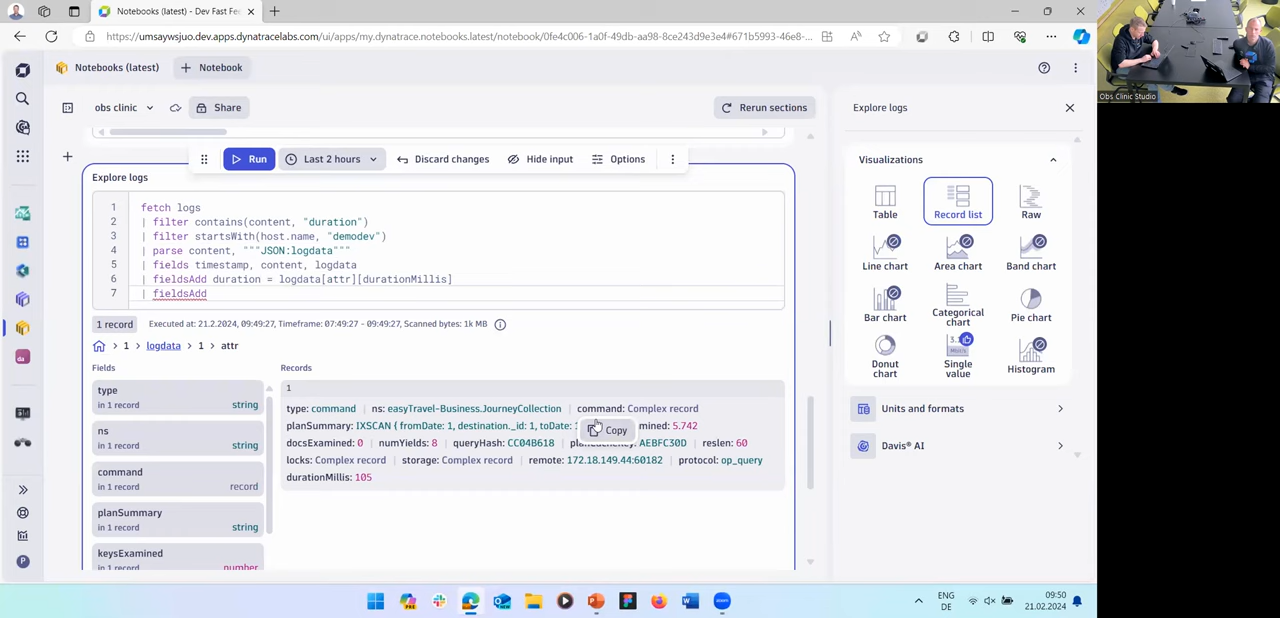 Notebooks (latest) - Dev Fast Fee
https://umsaywsjuo.dev.apps.dynatracelabs.com/ui/apps/my.dynatrace.notebooks.latest/notebook/0fe4c006-1a0f-49db-aa98-8ce243d9e3e4#671b5993-46e8-...
Notebooks (latest)
Notebook
obs clinic
Share
Rerun sections
Run
Last 2 hours
Discard changes
Hide input
Options
Explore logs
1 fetch logs
2 | filter contains(content, "duration")
3 | filter startsWith(host.name, "demodev")
4 | parse content, """JSON:logdata"""
5 | fields timestamp, content, logdata
6 | fieldsAdd duration = logdata[attr][durationMillis]
7 | fieldsAdd
1 record
Executed at: 21.2.2024, 09:49:27, Timeframe: 07:49:27 - 09:49:27, Scanned bytes: 1k MB
> 1 > logdata > 1 > attr
Fields
type
in 1 record string
ns
in 1 record string
command
in 1 record record
planSummary
in 1 record string
keysExamined
in 1 record number
Records
1
type: command | ns: easyTravel-Business.JourneyCollection | command: Complex record
planSummary: IXSCAN { fromDate: 1, destination._id: 1, toDate: mined: 5.742
Copy
docsExamined: 0 | numYields: 8 | queryHash: CC04B618 | AEBFC30D | reslen: 60
locks: Complex record | storage: Complex record | remote: 172.18.149.44:60182 | protocol: op_query
durationMillis: 105
Explore logs
Visualizations
Table
Record list
Raw
Line chart
Area chart
Band chart
Bar chart
Categorical
chart
Pie chart
Donut
chart
Single
value
Histogram
Units and formats
Davis® AI
Obs Clinic Studio
ENG
DE
09:50
21.02.2024